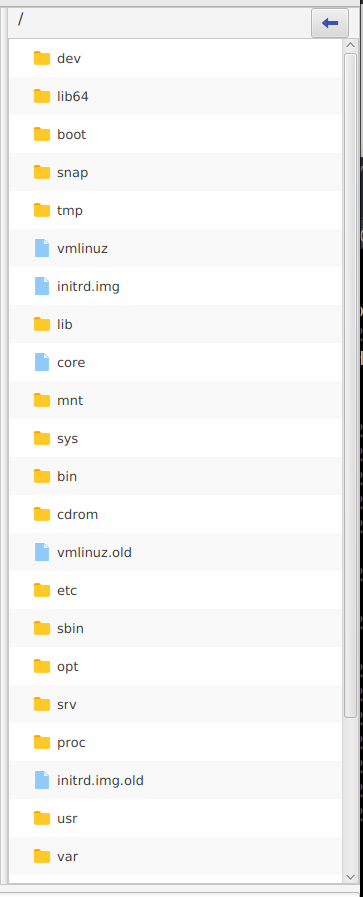 /
dev
lib64
boot
snap
tmp
vmlinuz
initrd.img
lib
core
mnt
sys
bin
cdrom
vmlinuz.old
etc
sbin
opt
srv
proc
initrd.img.old
usr
var